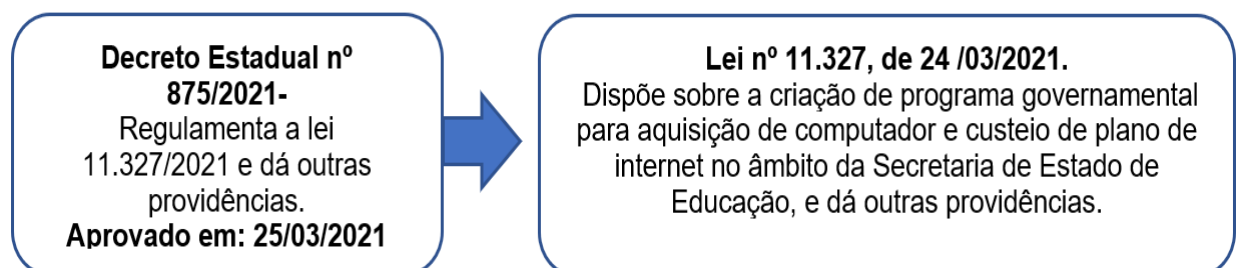 Decreto Estadual nº
875/2021-
Regulamenta a lei
11.327/2021 e dá outras
providências.
Aprovado em: 25/03/2021
Lei nº 11.327, de 24 /03/2021.
Dispõe sobre a criação de programa governamental
para aquisição de computador e custeio de plano de
internet no âmbito da Secretaria de Estado de
Educação, e dá outras providências.